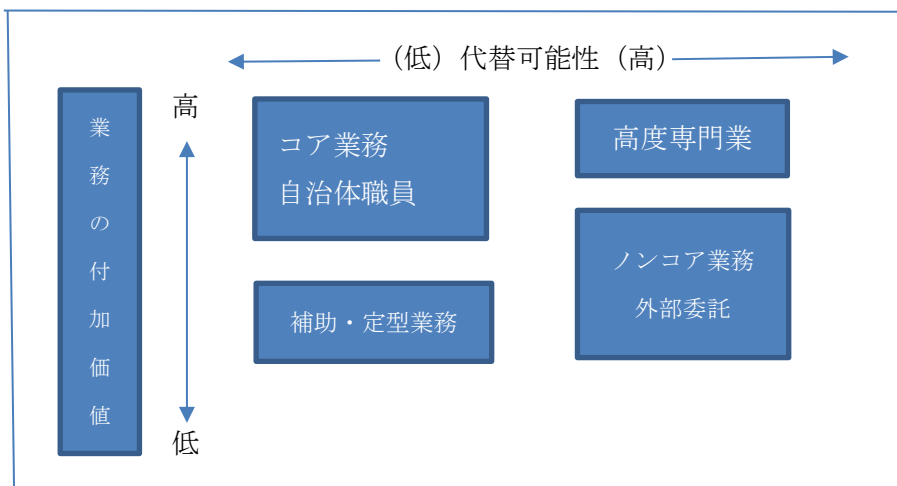 (低）代替可能性（高）
業務の付加価値
高
低
コア業務
自治体職員
高度専門業
補助・定型業務
ノンコア業務
外部委託